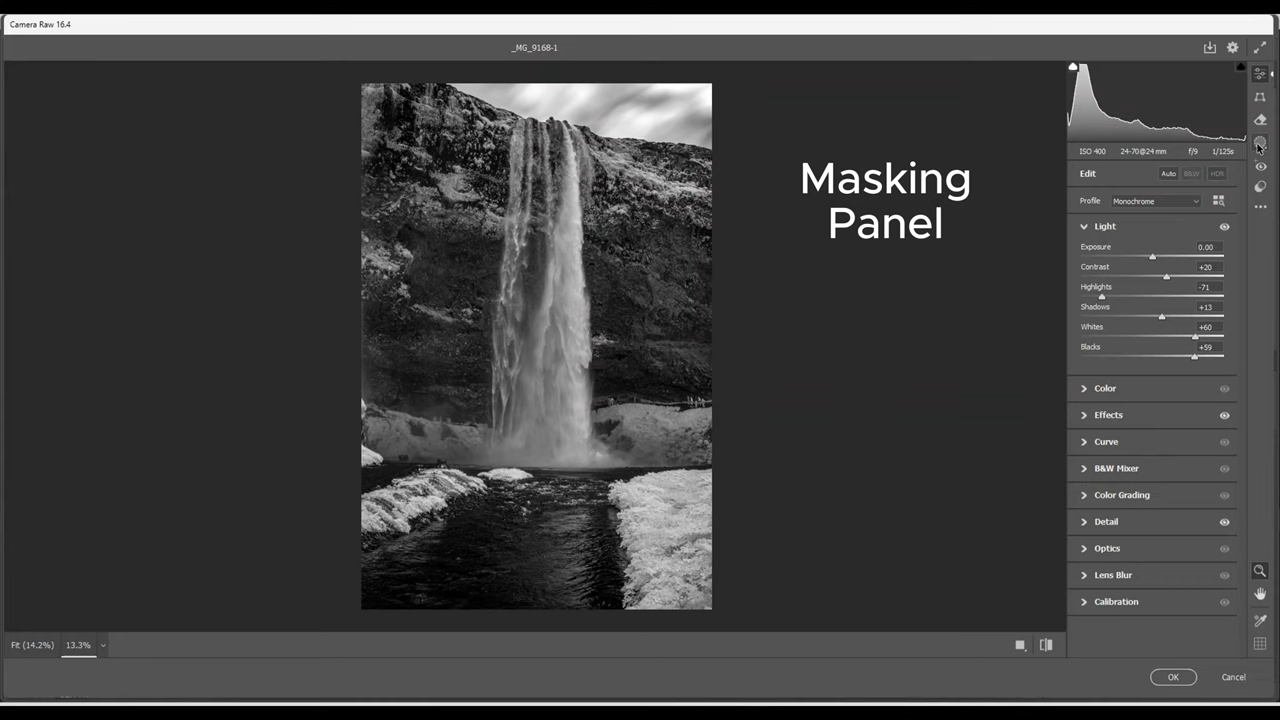 Camera Raw 16.4
_MG_9168-1
Masking
Panel
ISO 400 24-70@24 mm f/9 1/125s
Edit Auto B&W HDR
Profile Monochrome
Light
Exposure 0.00
Contrast +20
Highlights -71
Shadows +13
Whites +60
Blacks +59
Color
Effects
Curve
B&W Mixer
Color Grading
Detail
Optics
Lens Blur
Calibration
Fit (14.2%) 13.3%
OK Cancel